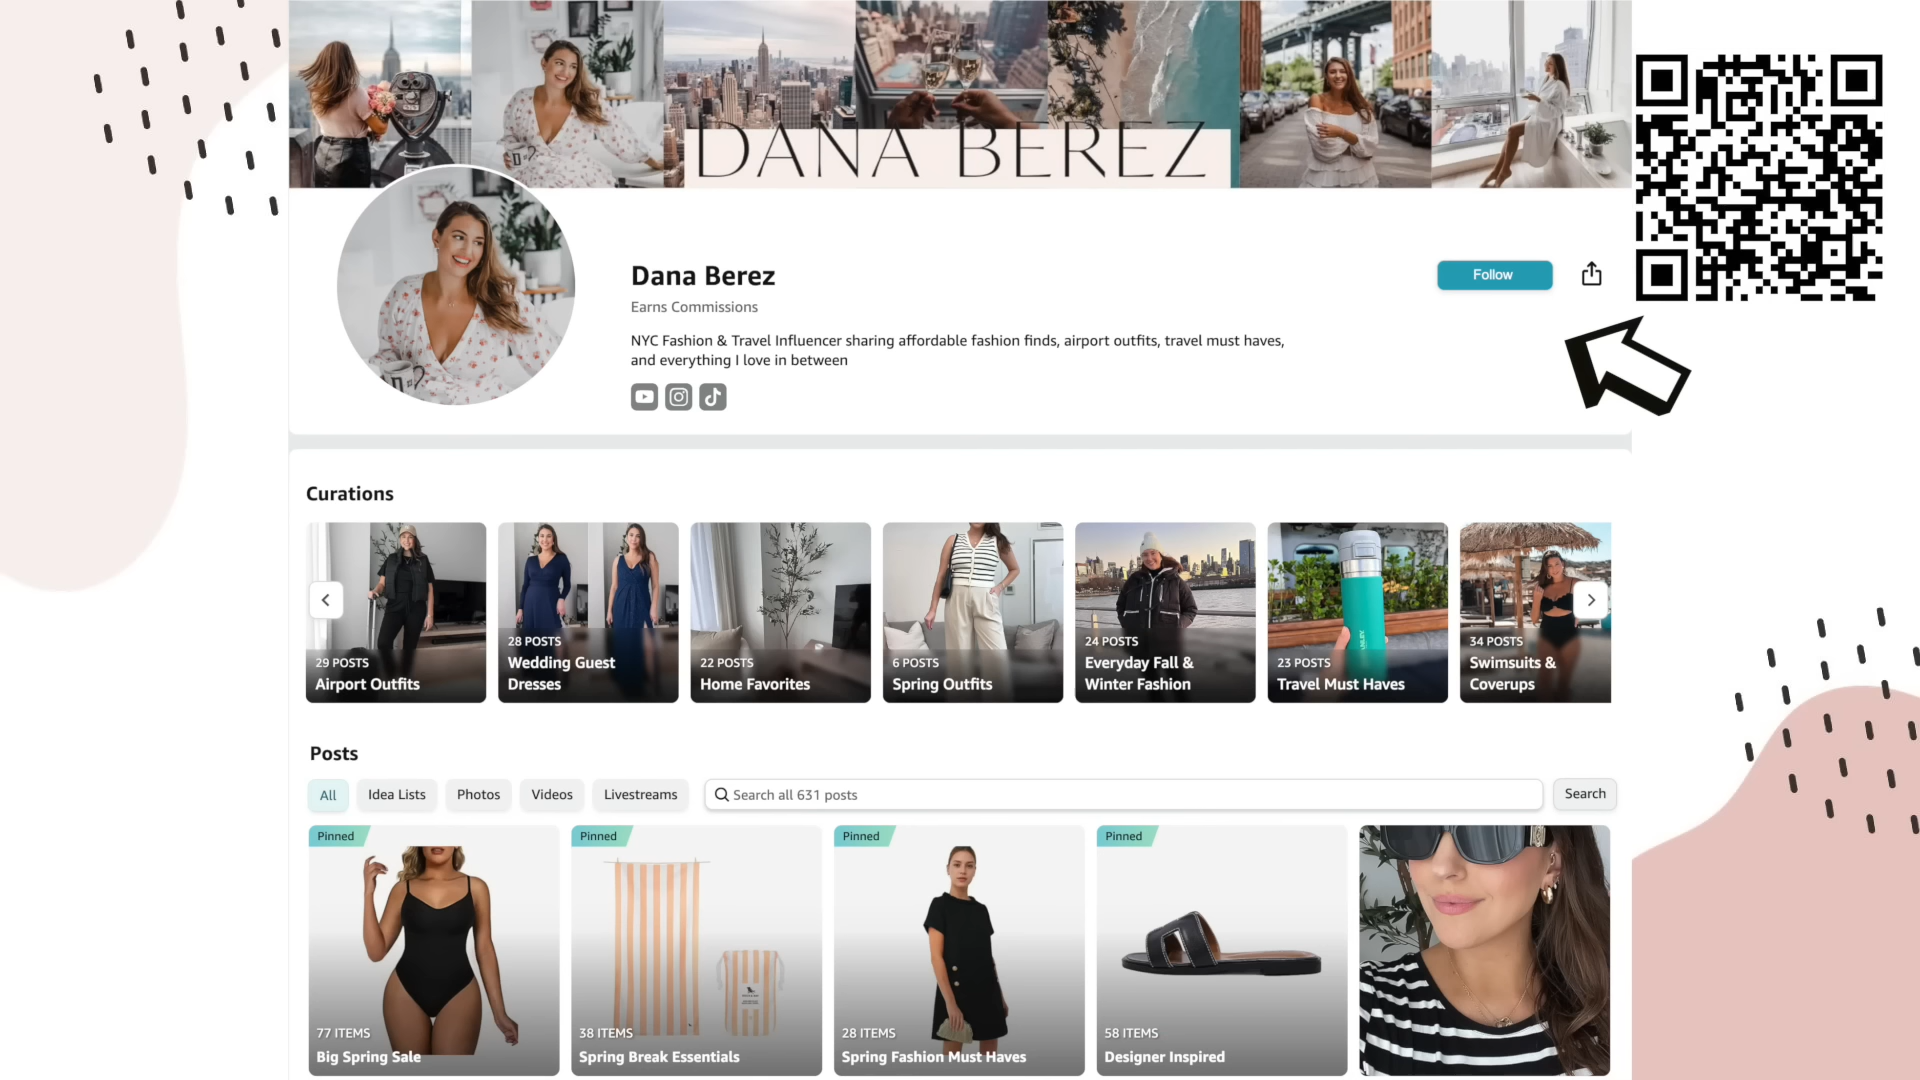 DANA BEREZ
Dana Berez
Earns Commissions
Follow
NYC Fashion & Travel Influencer sharing affordable fashion finds, airport outfits, travel must haves,
and everything I love in between
Curations
29 POSTS
Airport Outfits
28 POSTS
Wedding Guest
Dresses
22 POSTS
Home Favorites
6 POSTS
Spring Outfits
24 POSTS
Everyday Fall &
Winter Fashion
23 POSTS
Travel Must Haves
34 POSTS
Swimsuits &
Coverups
Posts
All
Idea Lists
Photos
Videos
Livestreams
Search all 631 posts
Search
Pinned
77 ITEMS
Big Spring Sale
Pinned
38 ITEMS
Spring Break Essentials
Pinned
28 ITEMS
Spring Fashion Must Haves
Pinned
58 ITEMS
Designer Inspired